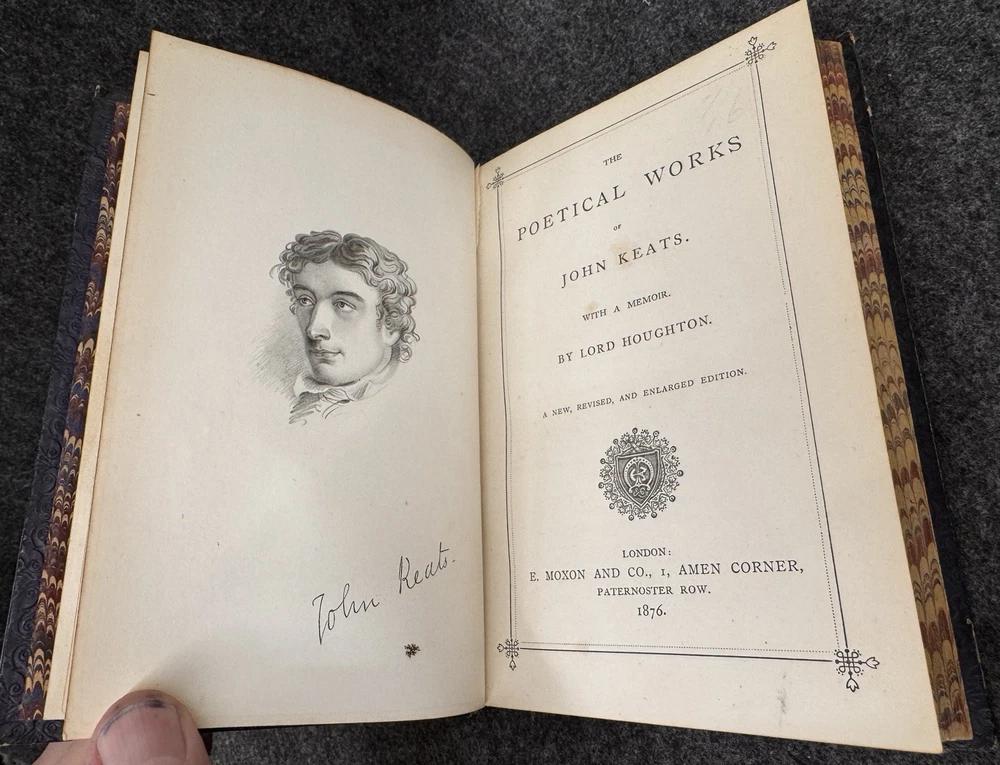 John Keats.
THE
POETICAL WORKS
OF
JOHN KEATS.
WITH A MEMOIR.
BY LORD HOUGHTON.
A NEW, REVISED, AND ENLARGED EDITION.
LONDON:
E. MOXON AND CO., 1, AMEN CORNER,
PATERNOSTER ROW.
1876.